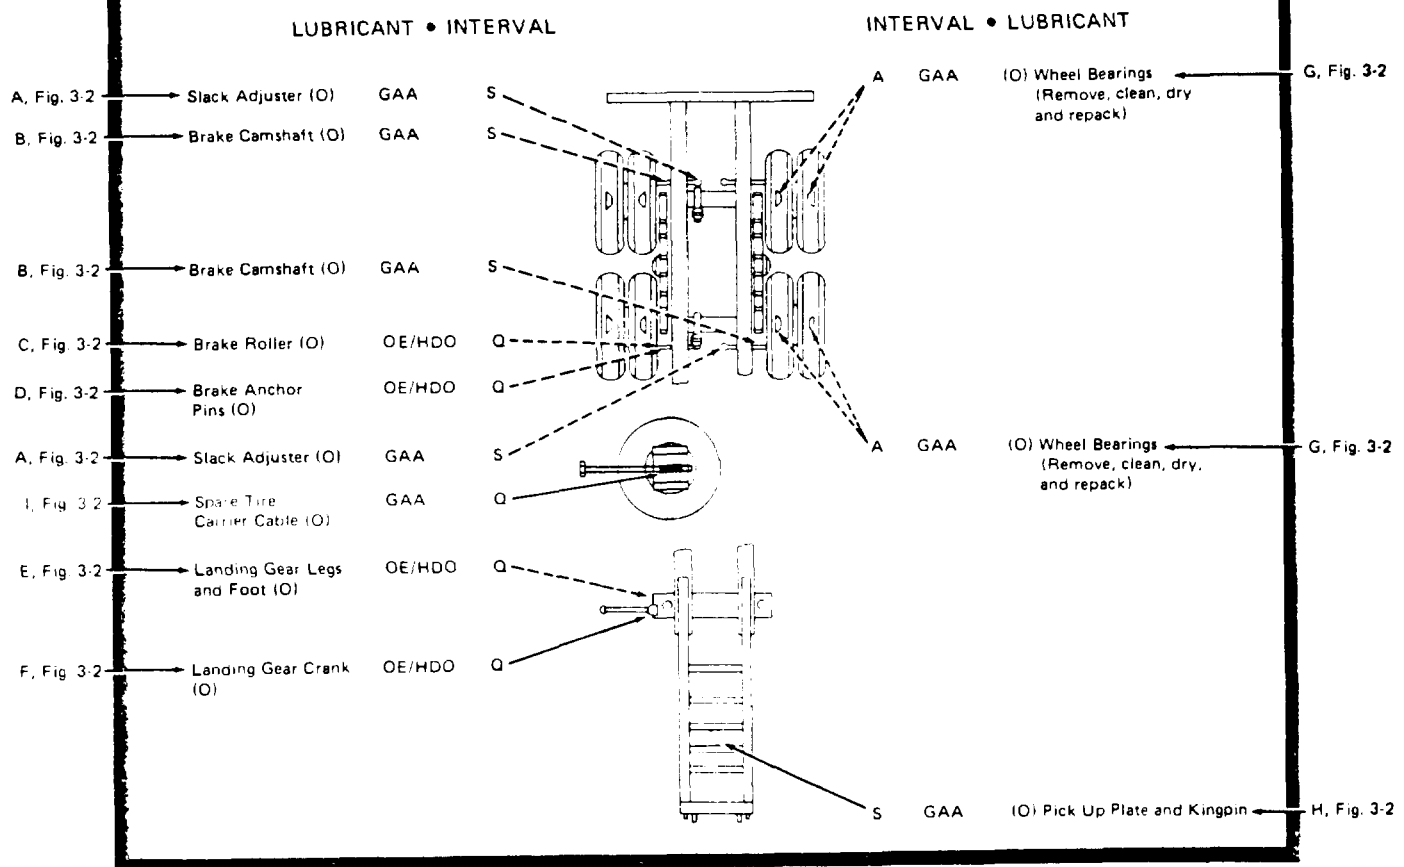 LUBRICANT • INTERVAL
INTERVAL • LUBRICANT
A, Fig. 3-2 Slack Adjuster (O) GAA S
B, Fig. 3-2 Brake Camshaft (O) GAA S
B, Fig. 3-2 Brake Camshaft (O) GAA S
C, Fig. 3-2 Brake Roller (O) OE/HDO Q
D, Fig. 3-2 Brake Anchor OE/HDO Q
Pins (O)
A, Fig. 3-2 Slack Adjuster (O) GAA S
I, Fig 3-2 Spare Tire GAA Q
Carrier Cable (O)
E, Fig. 3-2 Landing Gear Legs OE/HDO Q
and Foot (O)
F, Fig 3-2 Landing Gear Crank OE/HDO Q
(O)
A GAA (O) Wheel Bearings G, Fig. 3-2
(Remove, clean, dry
and repack)
A GAA (O) Wheel Bearings G, Fig. 3-2
(Remove, clean, dry,
and repack)
S GAA (O) Pick Up Plate and Kingpin H, Fig. 3-2